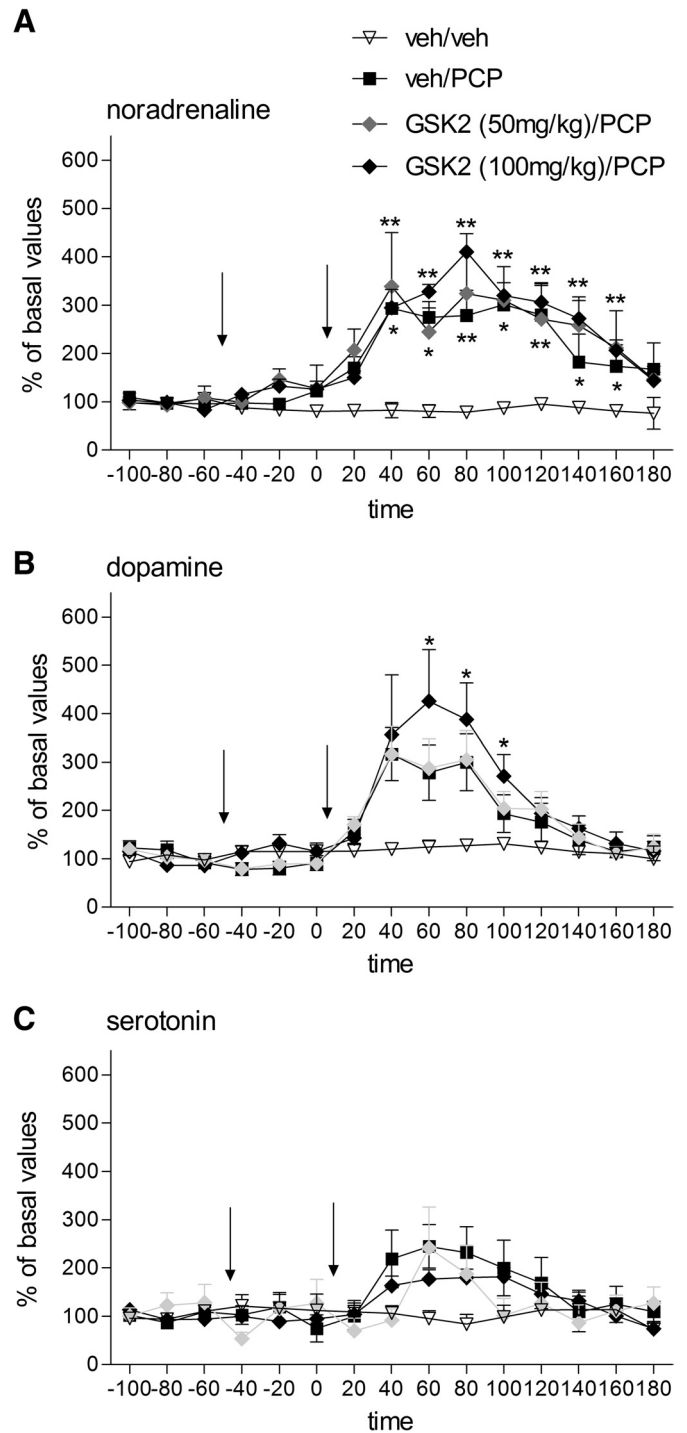 A
veh/veh
veh/PCP
noradrenaline
GSK2 (50mg/kg)/PCP
GSK2 (100mg/kg)/PCP
% of basal values
600
500
400
300
200
100
0
** ** ** ** ** ** **
* * ** * ** * *
-100 -80 -60 -40 -20 0 20 40 60 80 100 120 140 160 180
time
B
dopamine
% of basal values
600
500
400
300
200
100
0
* * *
-100 -80 -60 -40 -20 0 20 40 60 80 100 120 140 160 180
time
C
serotonin
% of basal values
600
500
400
300
200
100
0
-100 -80 -60 -40 -20 0 20 40 60 80 100 120 140 160 180
time